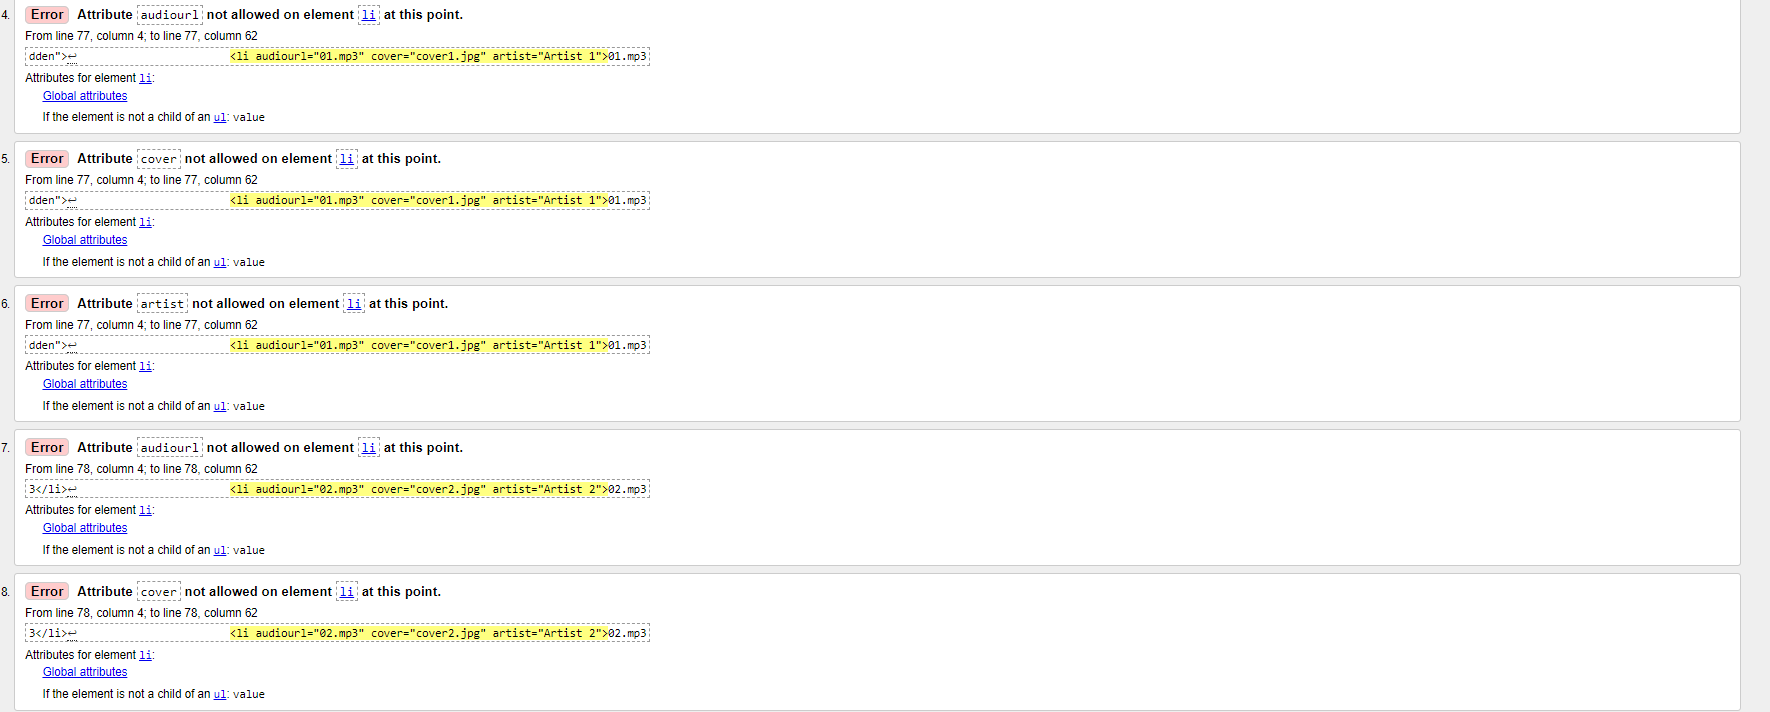 4. Error Attribute audiourl not allowed on element li at this point.
From line 77, column 4; to line 77, column 62
dden">↩ <li audiourl="01.mp3" cover="cover1.jpg" artist="Artist 1">01.mp3
Attributes for element li:
Global attributes
If the element is not a child of an ul: value
5. Error Attribute cover not allowed on element li at this point.
From line 77, column 4; to line 77, column 62
dden">↩ <li audiourl="01.mp3" cover="cover1.jpg" artist="Artist 1">01.mp3
Attributes for element li:
Global attributes
If the element is not a child of an ul: value
6. Error Attribute artist not allowed on element li at this point.
From line 77, column 4; to line 77, column 62
dden">↩ <li audiourl="01.mp3" cover="cover1.jpg" artist="Artist 1">01.mp3
Attributes for element li:
Global attributes
If the element is not a child of an ul: value
7. Error Attribute audiourl not allowed on element li at this point.
From line 78, column 4; to line 78, column 62
3</li>↩ <li audiourl="02.mp3" cover="cover2.jpg" artist="Artist 2">02.mp3
Attributes for element li:
Global attributes
If the element is not a child of an ul: value
8. Error Attribute cover not allowed on element li at this point.
From line 78, column 4; to line 78, column 62
3</li>↩ <li audiourl="02.mp3" cover="cover2.jpg" artist="Artist 2">02.mp3
Attributes for element li:
Global attributes
If the element is not a child of an ul: value